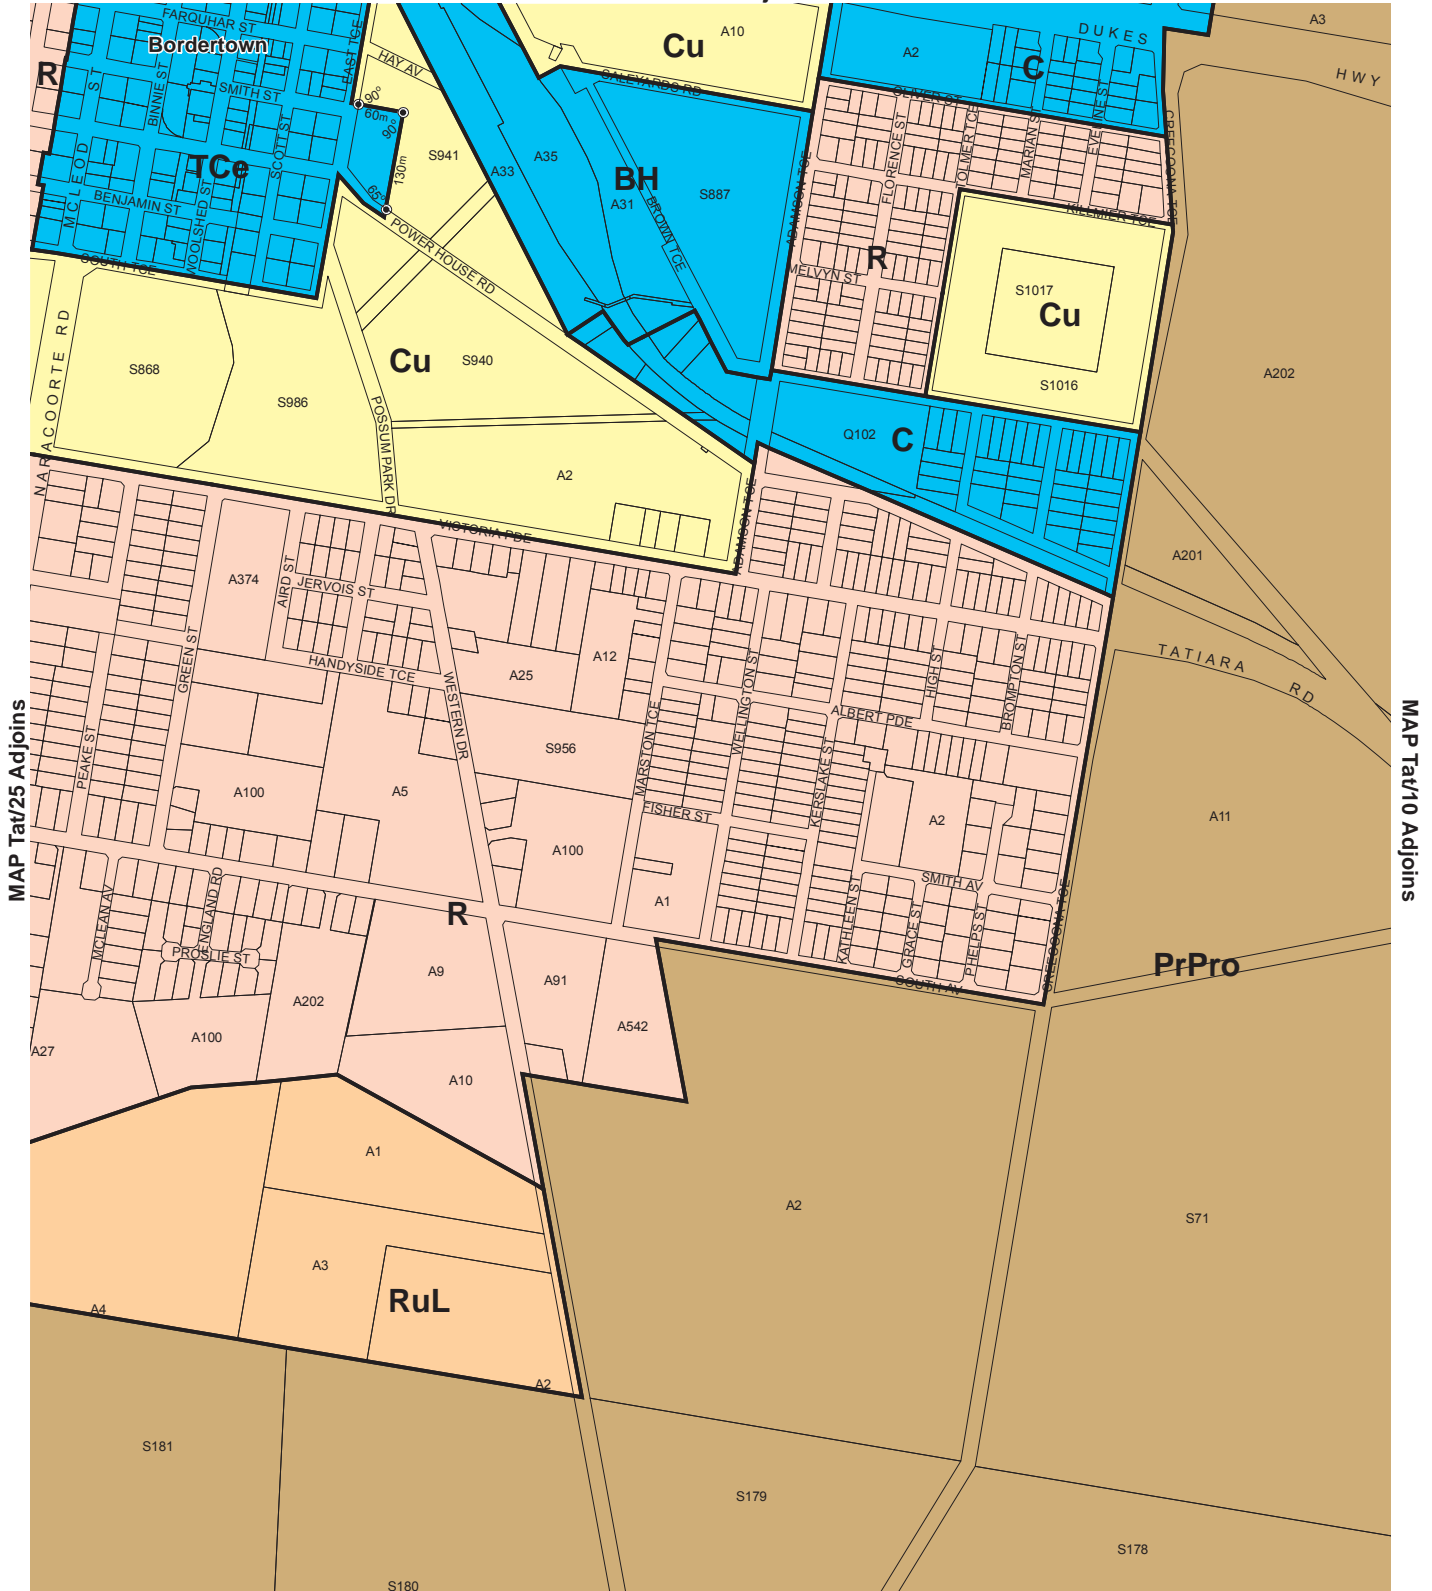 FARQUHAR ST
Bordertown
EAST TCE
HAY AV
A10
Cu
SALEYARDS RD
A2
C
DUKES
HWY
A3
R
ST
BINNIE ST
SMITH ST
SCOTT ST
90°
60m
90°
130m
65°
S941
A33
A35
BH
A31
S887
BROWN TCE
ADAMSON TCE
OLIVER ST
FLORENCE ST
TOLMER TCE
MARIAN ST
EVELYNE ST
CREECOONA TCE
KILLMIER TCE
TCe
MCLEOD
BENJAMIN ST
WOOLSHED ST
SOUTH TCE
POWER HOUSE RD
R
MELVYN ST
S1017
Cu
S1016
A202
NARACOORTE RD
S868
S986
Cu
S940
POSSUM PARK DR
A2
Q102
C
A201
VICTORIA PDE
ADAMSON TCE
A374
AIRD ST
JERVOIS ST
GREEN ST
HANDYSIDE TCE
WESTERN DR
A25
A12
S956
MARSTON TCE
WELLINGTON ST
HIGH ST
BROMPTON ST
ALBERT PDE
KERSLAKE ST
FISHER ST
TATIARA
RD
MAP Tat/25 Adjoins
MAP Tat/10 Adjoins
PEAKE ST
A100
A5
A100
A1
A2
A11
SMITH AV
KATHLEEN ST
GRACE ST
PHELPS ST
CREECOONA TCE
SOUTH AV
PrPro
MCLEAN AV
ENGLAND RD
PROSLIE ST
R
A9
A91
A542
A202
A100
A27
A10
A1
A2
S71
A3
RuL
A4
A2
S181
S179
S178
S180